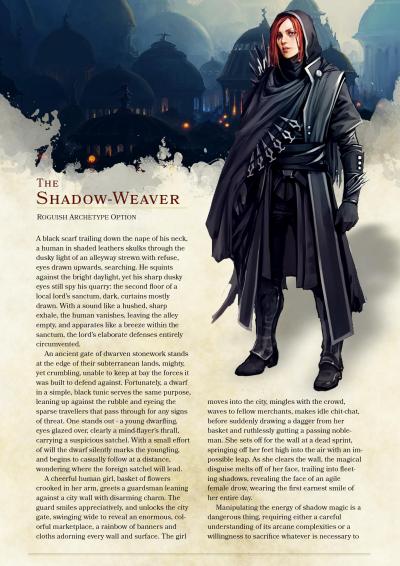 The
Shadow-Weaver
Roguish Archetype Option
A black scarf trailing down the nape of his neck,
a human in shaded leathers skulks through the
dusky light of an alleyway strewn with refuse,
eyes drawn upwards, searching. He squints
against the bright daylight, yet his sharp dusky
eyes still spy his quarry: the second floor of a
local lord's sanctum, dark, curtains mostly
drawn. With a sound like a hushed, sharp
exhale, the human vanishes, leaving the alley
empty, and apparates like a breeze within the
sanctum, the lord's elaborate defenses entirely
circumvented.
An ancient gate of dwarven stonework stands
at the edge of their subterranean lands, mighty,
yet crumbling, unable to keep at bay the forces it
was built to defend against. Fortunately, a dwarf
in a simple, black tunic serves the same purpose,
leaning up against the rubble and eyeing the
sparse travellers that pass through for any signs
of threat. One stands out - a young dwarfling,
eyes glazed over, clearly a mind-flayer's thrall,
carrying a suspicious satchel. With a small effort
of will the dwarf silently marks the youngling,
and begins to casually follow at a distance,
wondering where the foreign satchel will lead.
A cheerful human girl, basket of flowers
crooked in her arm, greets a guardsman leaning
against a city wall with disarming charm. The
guard smiles appreciatively, and unlocks the city
gate, swinging wide to reveal an enormous, col-
orful marketplace, a rainbow of banners and
cloths adorning every wall and surface. The girl
moves into the city, mingles with the crowd,
waves to fellow merchants, makes idle chit-chat,
before suddenly drawing a dagger from her
basket and ruthlessly gutting a passing noble-
man. She sets off for the wall at a dead sprint,
springing off her feet high into the air with an im-
possible leap. As she clears the wall, the magical
disguise melts off of her face, trailing into fleet-
ing shadows, revealing the face of an agile
female drow, wearing the first earnest smile of
her entire day.
Manipulating the energy of shadow magic is a
dangerous thing, requiring either a careful
understanding of its arcane complexities or a
willingness to sacrifice whatever is necessary to